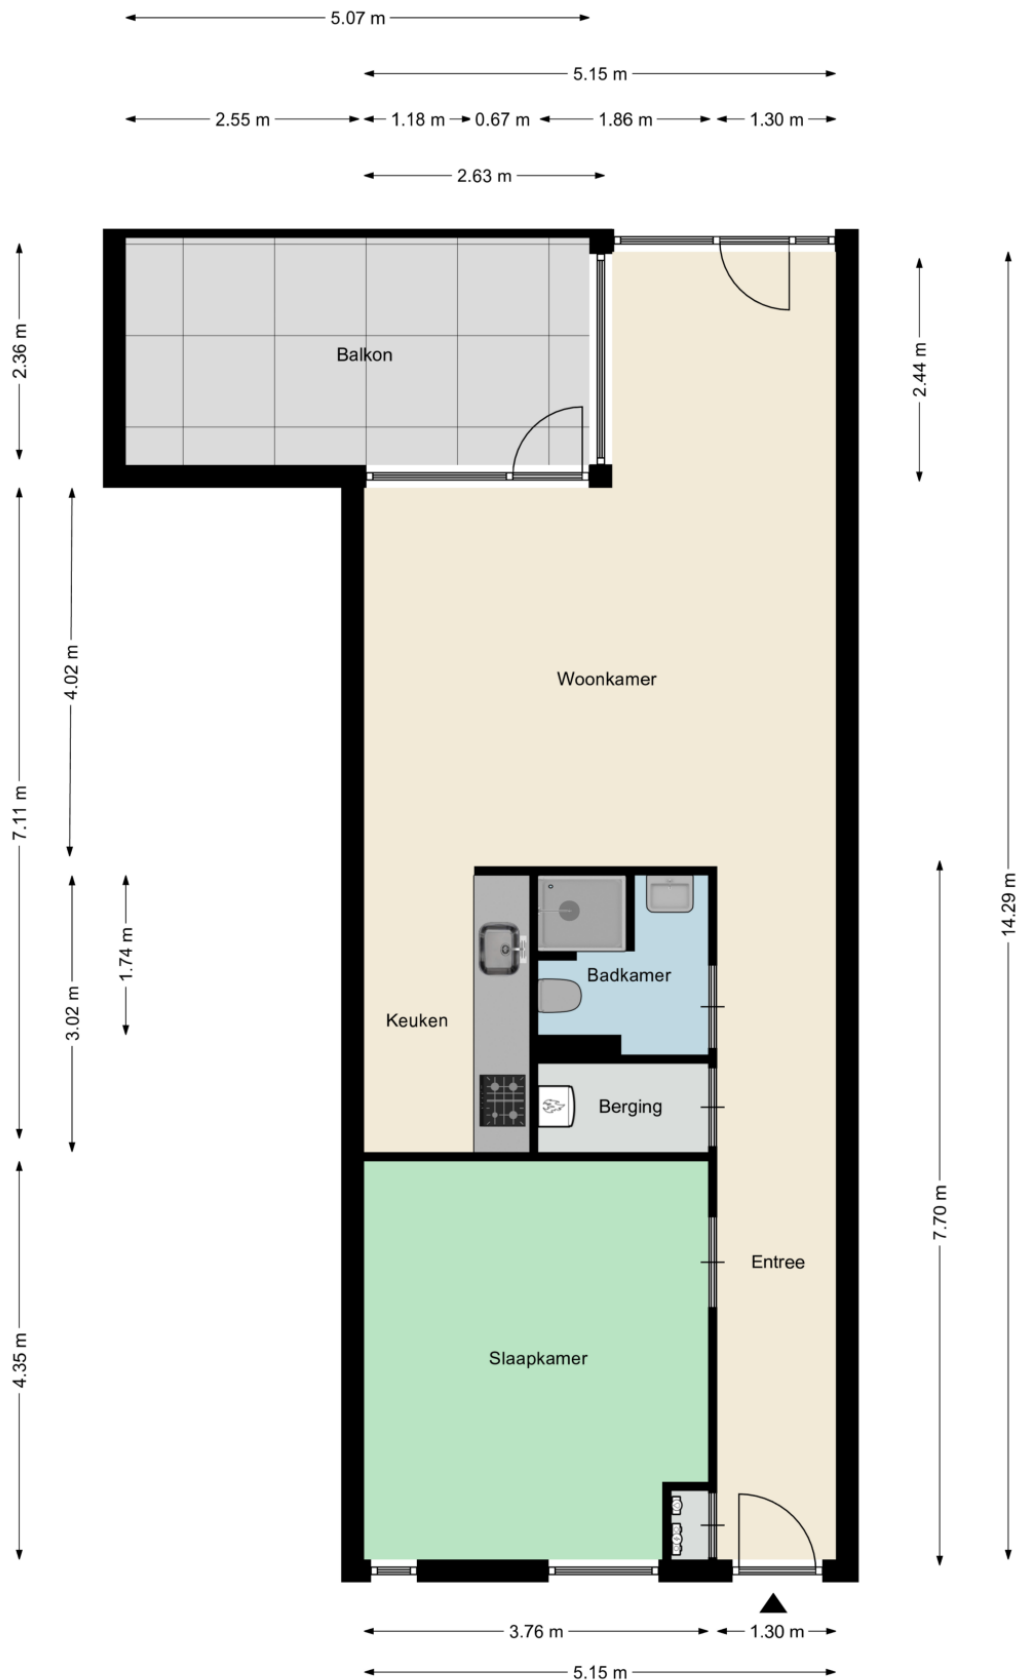 5.07 m
5.15 m
2.55 m
1.18 m
0.67 m
1.86 m
1.30 m
2.63 m
2.36 m
Balkon
2.44 m
4.02 m
Woonkamer
7.11 m
14.29 m
1.74 m
3.02 m
Badkamer
Keuken
Berging
7.70 m
Entree
4.35 m
Slaapkamer
3.76 m
1.30 m
5.15 m